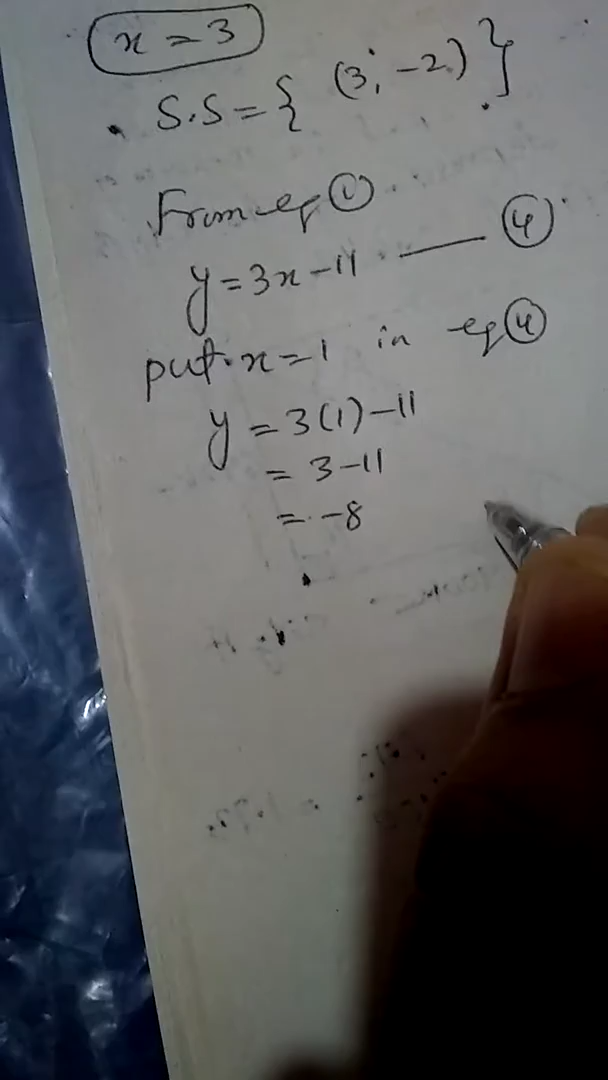 x = 3
S.S = { (3, -2) }
From eq ①
y = 3x - 11 —— ④
put x = 1 in eq ④
y = 3(1) - 11
= 3 - 11
= -8